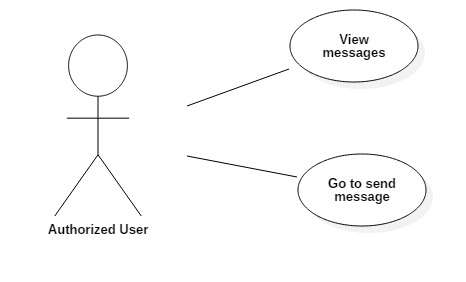 View
messages
Go to send
message
Authorized User